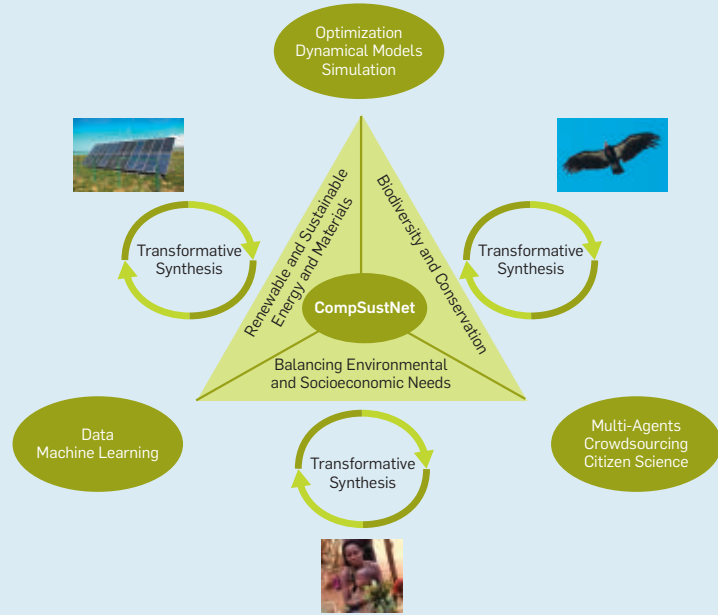 Optimization
Dynamical Models
Simulation
Renewable and Sustainable
Energy and Materials
Biodiversity and Conservation
Transformative
Synthesis
Transformative
Synthesis
CompSustNet
Balancing Environmental
and Socioeconomic Needs
Data
Machine Learning
Multi-Agents
Crowdsourcing
Citizen Science
Transformative
Synthesis